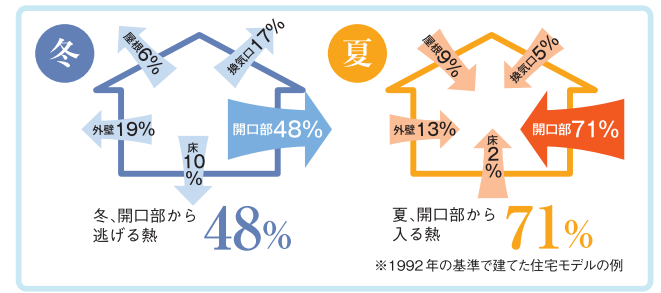 冬
屋根6%
換気口17%
外壁19%
開口部48%
床
10
%
冬、開口部から
逃げる熱
48%
夏
屋根9%
換気口5%
外壁13%
開口部71%
床
2
%
夏、開口部から
入る熱
71%
※1992年の基準で建てた住宅モデルの例